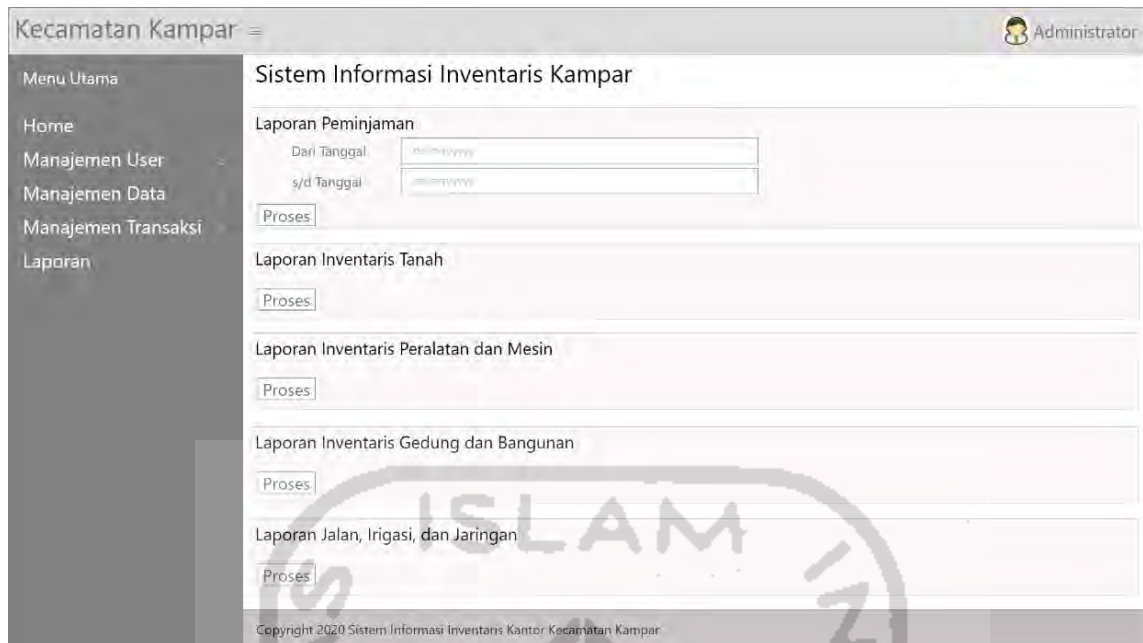 Kecamatan Kampar
Administrator
Menu Utama
Home
Manajemen User
Manajemen Data
Manajemen Transaksi
Laporan
Sistem Informasi Inventaris Kampar
Laporan Peminjaman
Dari Tanggal
s/d Tanggal
Proses
Laporan Inventaris Tanah
Proses
Laporan Inventaris Peralatan dan Mesin
Proses
Laporan Inventaris Gedung dan Bangunan
Proses
Laporan Jalan, Irigasi, dan Jaringan
Proses
Copyright 2020 Sistem Informasi Inventaris Kantor Kecamatan Kampar
ISLAM